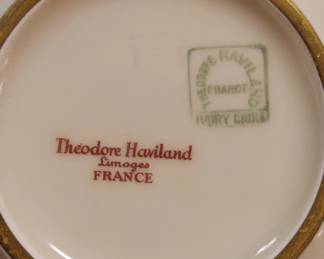 THEODORE HAVILAND
FRANCE
IVORY CHINA
Theodore Haviland
Limoges
FRANCE